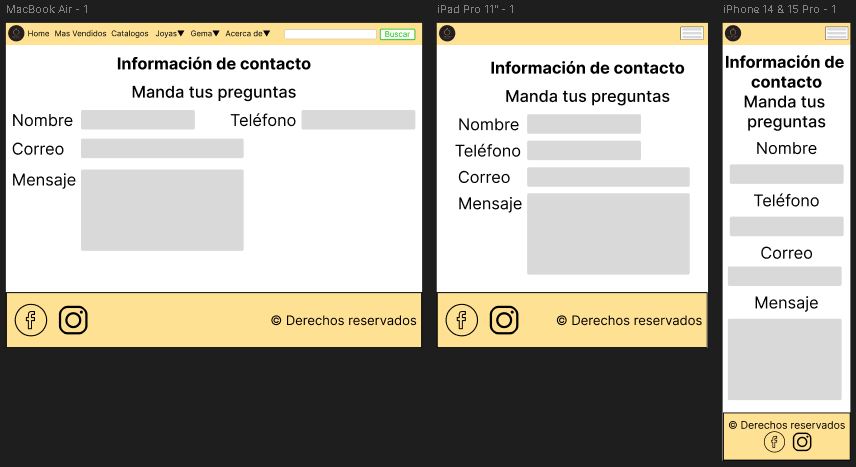 MacBook Air - 1
Home Mas Vendidos Catalogos Joyas▼ Gema▼ Acerca de▼ Buscar
Información de contacto
Manda tus preguntas
Nombre Teléfono
Correo
Mensaje
© Derechos reservados
iPad Pro 11" - 1
Información de contacto
Manda tus preguntas
Nombre
Teléfono
Correo
Mensaje
© Derechos reservados
iPhone 14 & 15 Pro - 1
Información de
contacto
Manda tus
preguntas
Nombre
Teléfono
Correo
Mensaje
© Derechos reservados